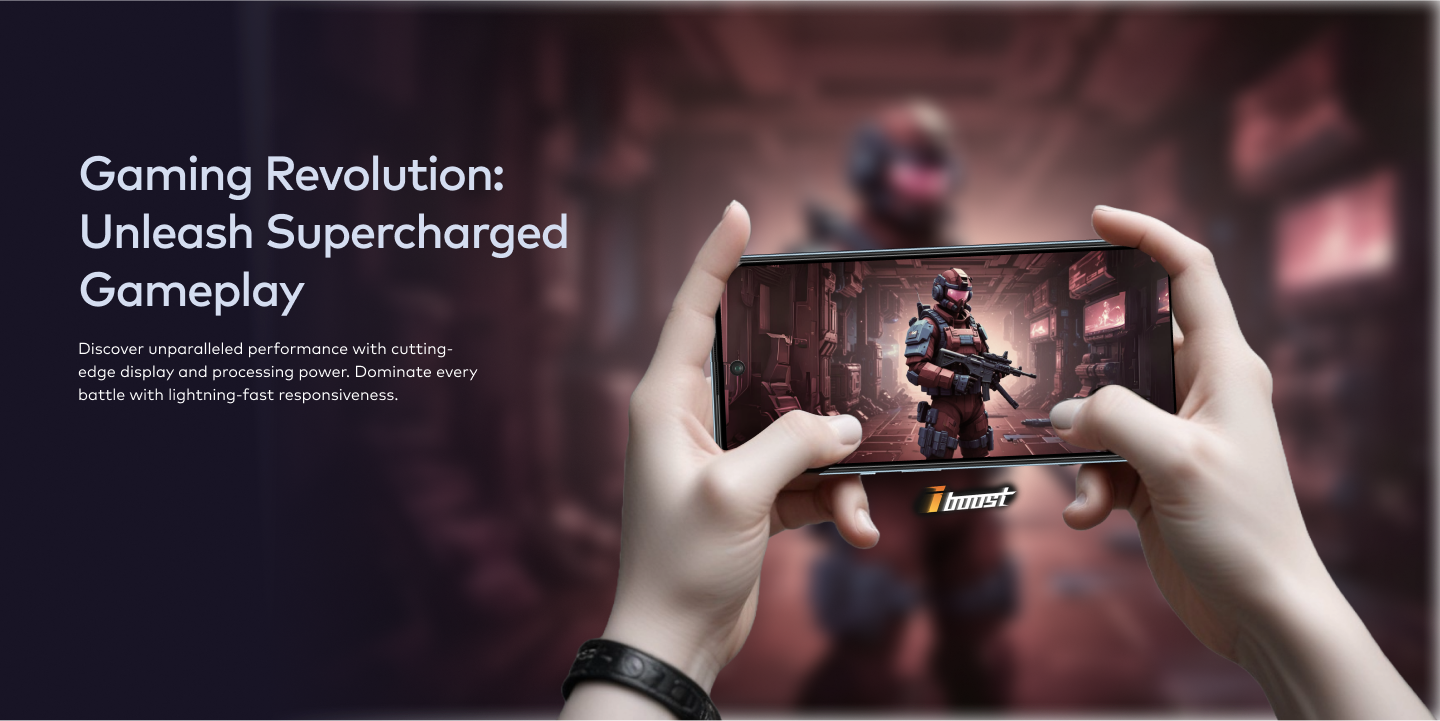 Gaming Revolution:
Unleash Supercharged
Gameplay
Discover unparalleled performance with cutting-
edge display and processing power. Dominate every
battle with lightning-fast responsiveness.
i boost